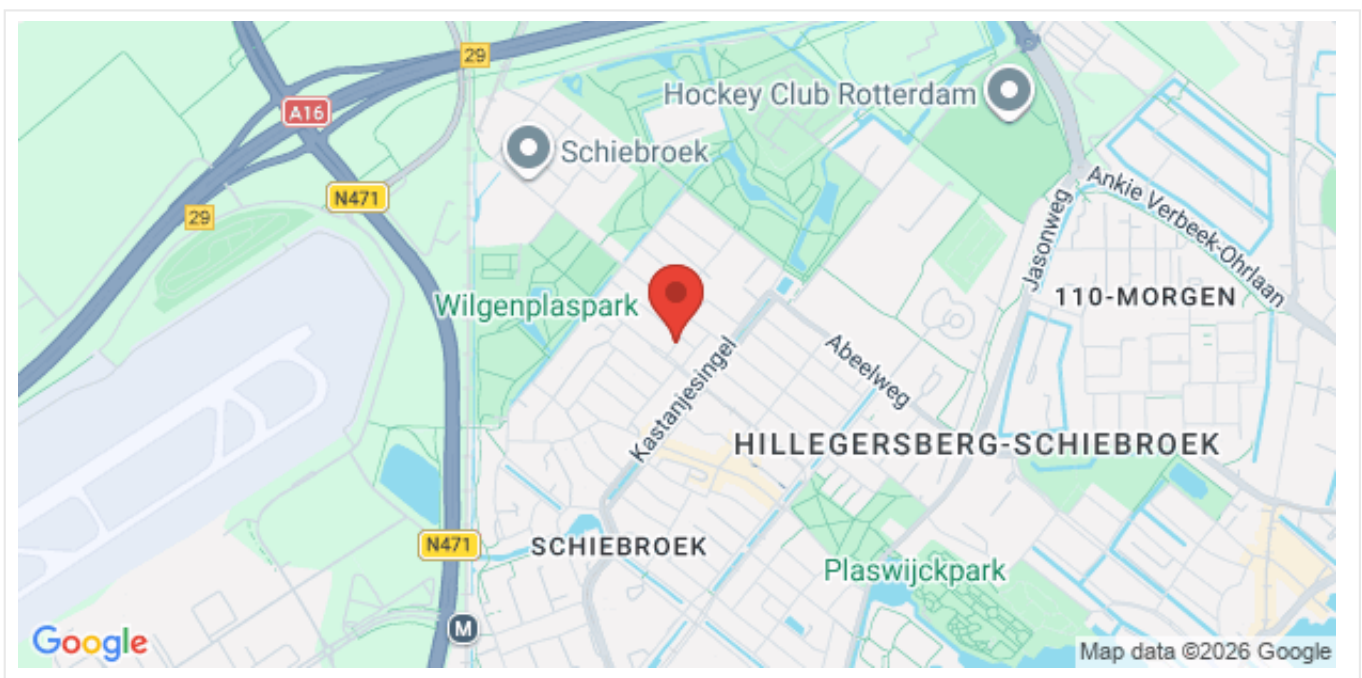 29
Hockey Club Rotterdam
A16
Schiebroek
N471
29
Ankie Verbeek-Ohrlaan
Jasonweg
110-MORGEN
Wilgenplaspark
Abeelweg
Kastanjesingel
HILLEGERSBERG-SCHIEBROEK
N471
SCHIEBROEK
Plaswijckpark
M
Google
Map data ©2026 Google